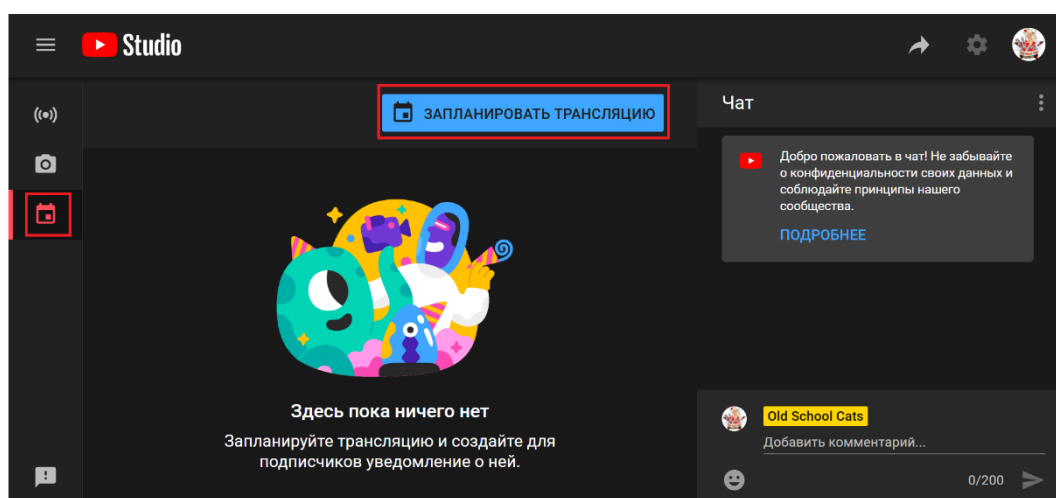 Studio
ЗАПЛАНИРОВАТЬ ТРАНСЛЯЦИЮ
Здесь пока ничего нет
Запланируйте трансляцию и создайте для
подписчиков уведомление о ней.
Чат
Добро пожаловать в чат! Не забывайте
о конфиденциальности своих данных и
соблюдайте принципы нашего
сообщества.
ПОДРОБНЕЕ
Old School Cats
Добавить комментарий...
0/200